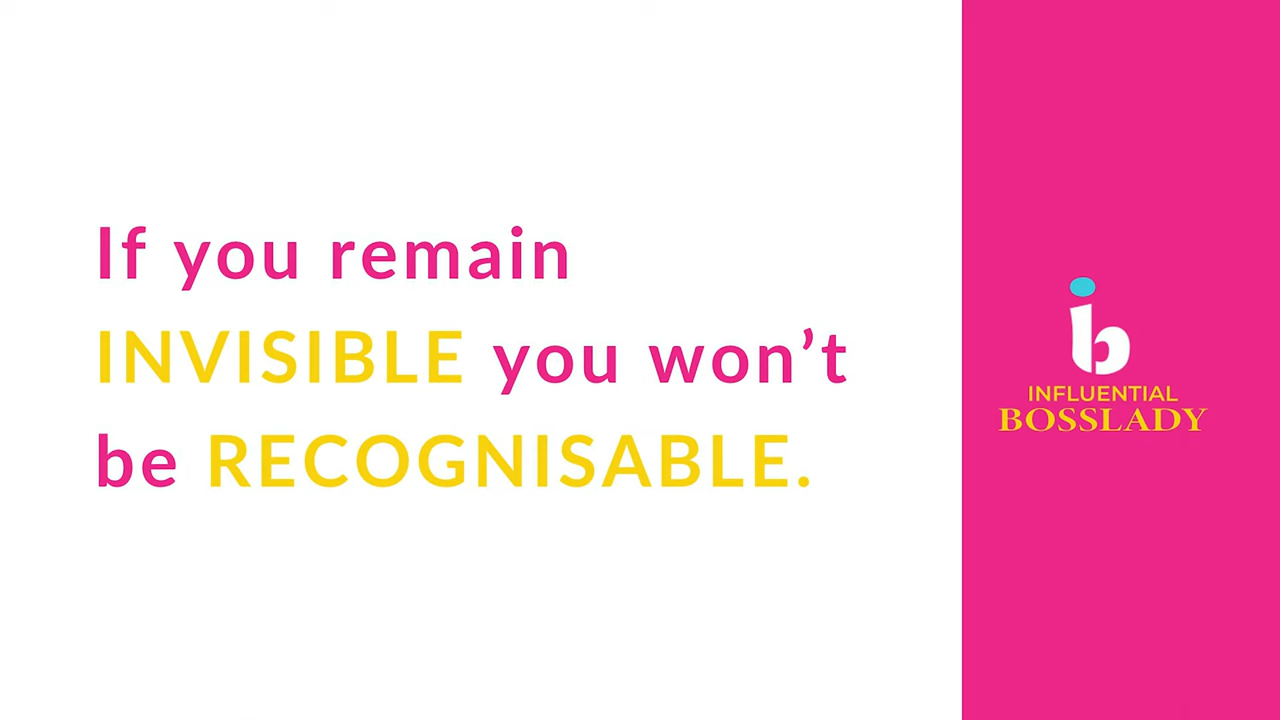 If you remain
INVISIBLE you won’t
be RECOGNISABLE.
ib
INFLUENTIAL
BOSSLADY